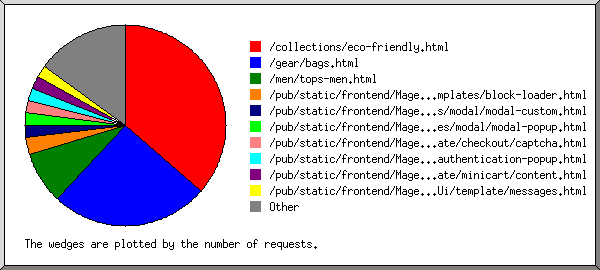 /collections/eco-friendly.html
/gear/bags.html
/men/tops-men.html
/pub/static/frontend/Mage...mplates/block-loader.html
/pub/static/frontend/Mage...s/modal/modal-custom.html
/pub/static/frontend/Mage...es/modal/modal-popup.html
/pub/static/frontend/Mage...ate/checkout/captcha.html
/pub/static/frontend/Mage...authentication-popup.html
/pub/static/frontend/Mage...ate/minicart/content.html
/pub/static/frontend/Mage...Ui/template/messages.html
Other
The wedges are plotted by the number of requests.